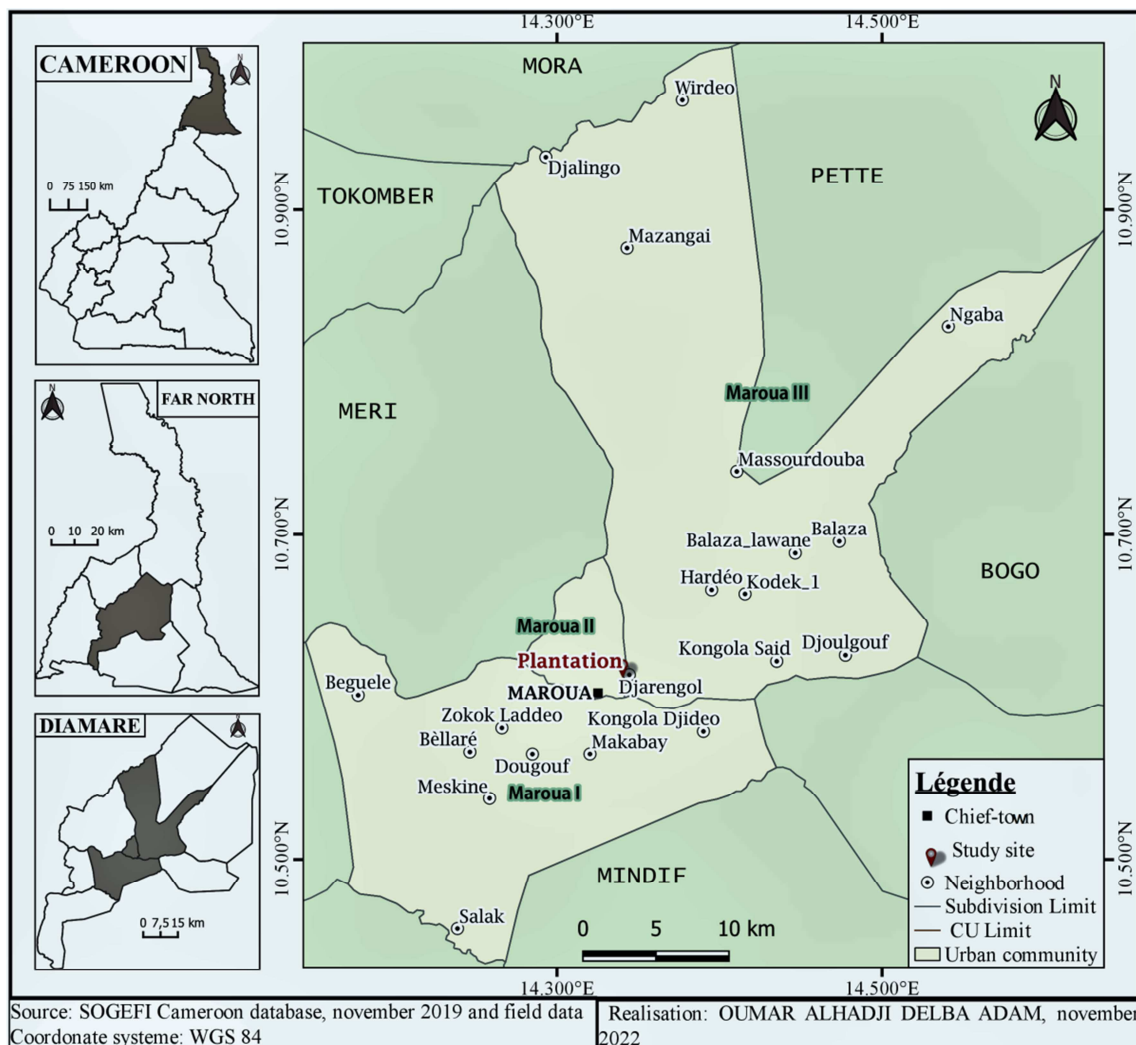 14.300°E
14.500°E
CAMEROON
N
0 75 150 km
FAR NORTH
N
0 10 20 km
DIAMARE
N
0 7,515 km
MORA
Wirdeo
N
Djalingo
PETTE
TOKOMBER
10.900°N
10.900°N
Mazangai
Ngaba
MERI
Maroua III
Massourdouba
10.700°N
10.700°N
Balaza
Balaza_lawane
Hardéo
Kodek_1
BOGO
Maroua II
Kongola Said
Djoulgouf
Plantation
Beguele
MAROUA
Djarengol
Zokok Laddeo
Kongola Djideo
Bèllaré
Makabay
Dougouf
Meskine
Maroua I
10.500°N
10.500°N
MINDIF
Salak
0 5 10 km
Légende
Chief-town
Study site
Neighborhood
Subdivision Limit
CU Limit
Urban community
14.300°E
14.500°E
Source: SOGEFI Cameroon database, november 2019 and field data
Coordonate systeme: WGS 84
Realisation: OUMAR ALHADJI DELBA ADAM, november
2022